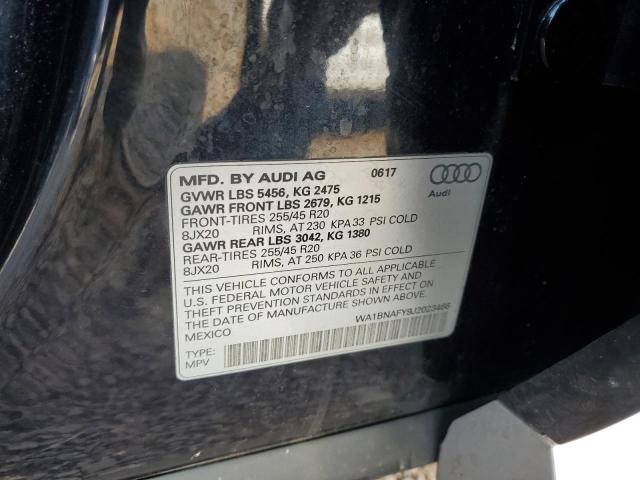 MFD. BY AUDI AG 0617
GVWR LBS 5456, KG 2475
GAWR FRONT LBS 2679, KG 1215
FRONT-TIRES 255/45 R20
8JX20 RIMS, AT 230 KPA 33 PSI COLD
GAWR REAR LBS 3042, KG 1380
REAR-TIRES 255/45 R20
8JX20 RIMS, AT 250 KPA 36 PSI COLD
Audi
THIS VEHICLE CONFORMS TO ALL APPLICABLE
U.S. FEDERAL MOTOR VEHICLE SAFETY AND
THEFT PREVENTION STANDARDS IN EFFECT ON
THE DATE OF MANUFACTURE SHOWN ABOVE.
MEXICO
WA1BNAFY9J2023466
TYPE:
MPV